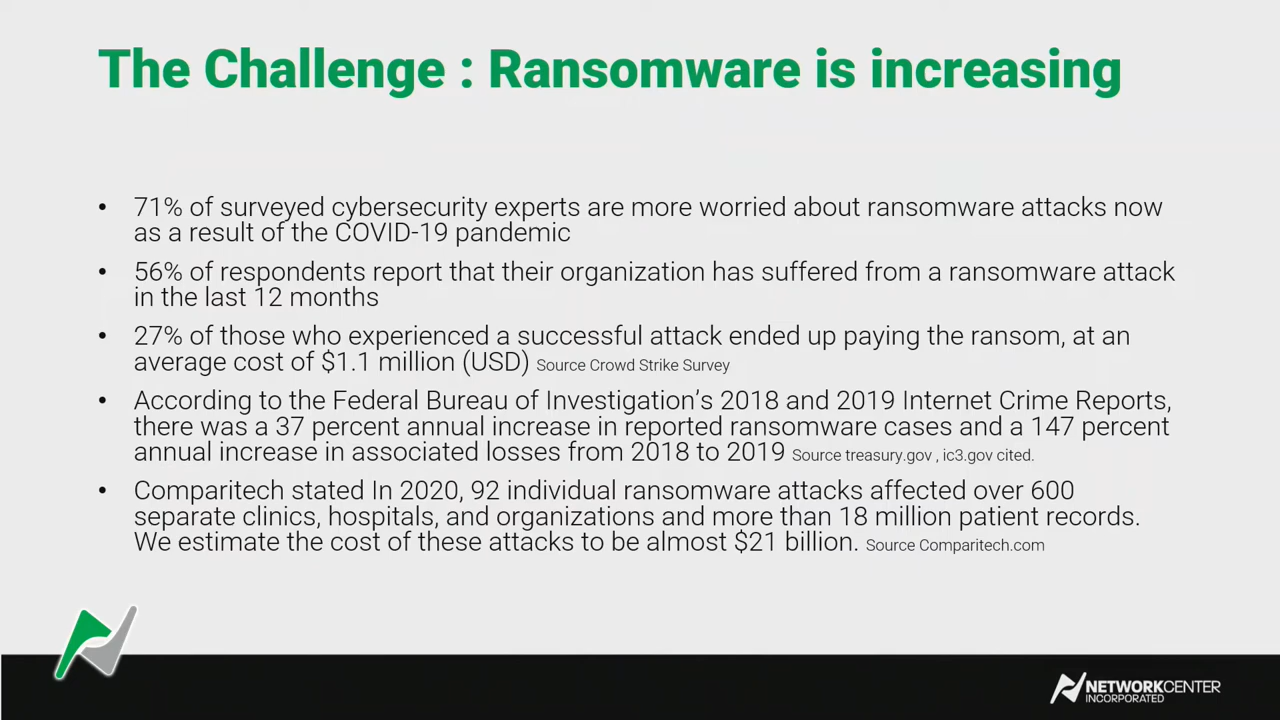 The Challenge : Ransomware is increasing
• 71% of surveyed cybersecurity experts are more worried about ransomware attacks now
as a result of the COVID-19 pandemic
• 56% of respondents report that their organization has suffered from a ransomware attack
in the last 12 months
• 27% of those who experienced a successful attack ended up paying the ransom, at an
average cost of $1.1 million (USD) Source Crowd Strike Survey
• According to the Federal Bureau of Investigation’s 2018 and 2019 Internet Crime Reports,
there was a 37 percent annual increase in reported ransomware cases and a 147 percent
annual increase in associated losses from 2018 to 2019 Source treasury.gov , ic3.gov cited.
• Comparitech stated In 2020, 92 individual ransomware attacks affected over 600
separate clinics, hospitals, and organizations and more than 18 million patient records.
We estimate the cost of these attacks to be almost $21 billion. Source Comparitech.com
NETWORKCENTER
INCORPORATED